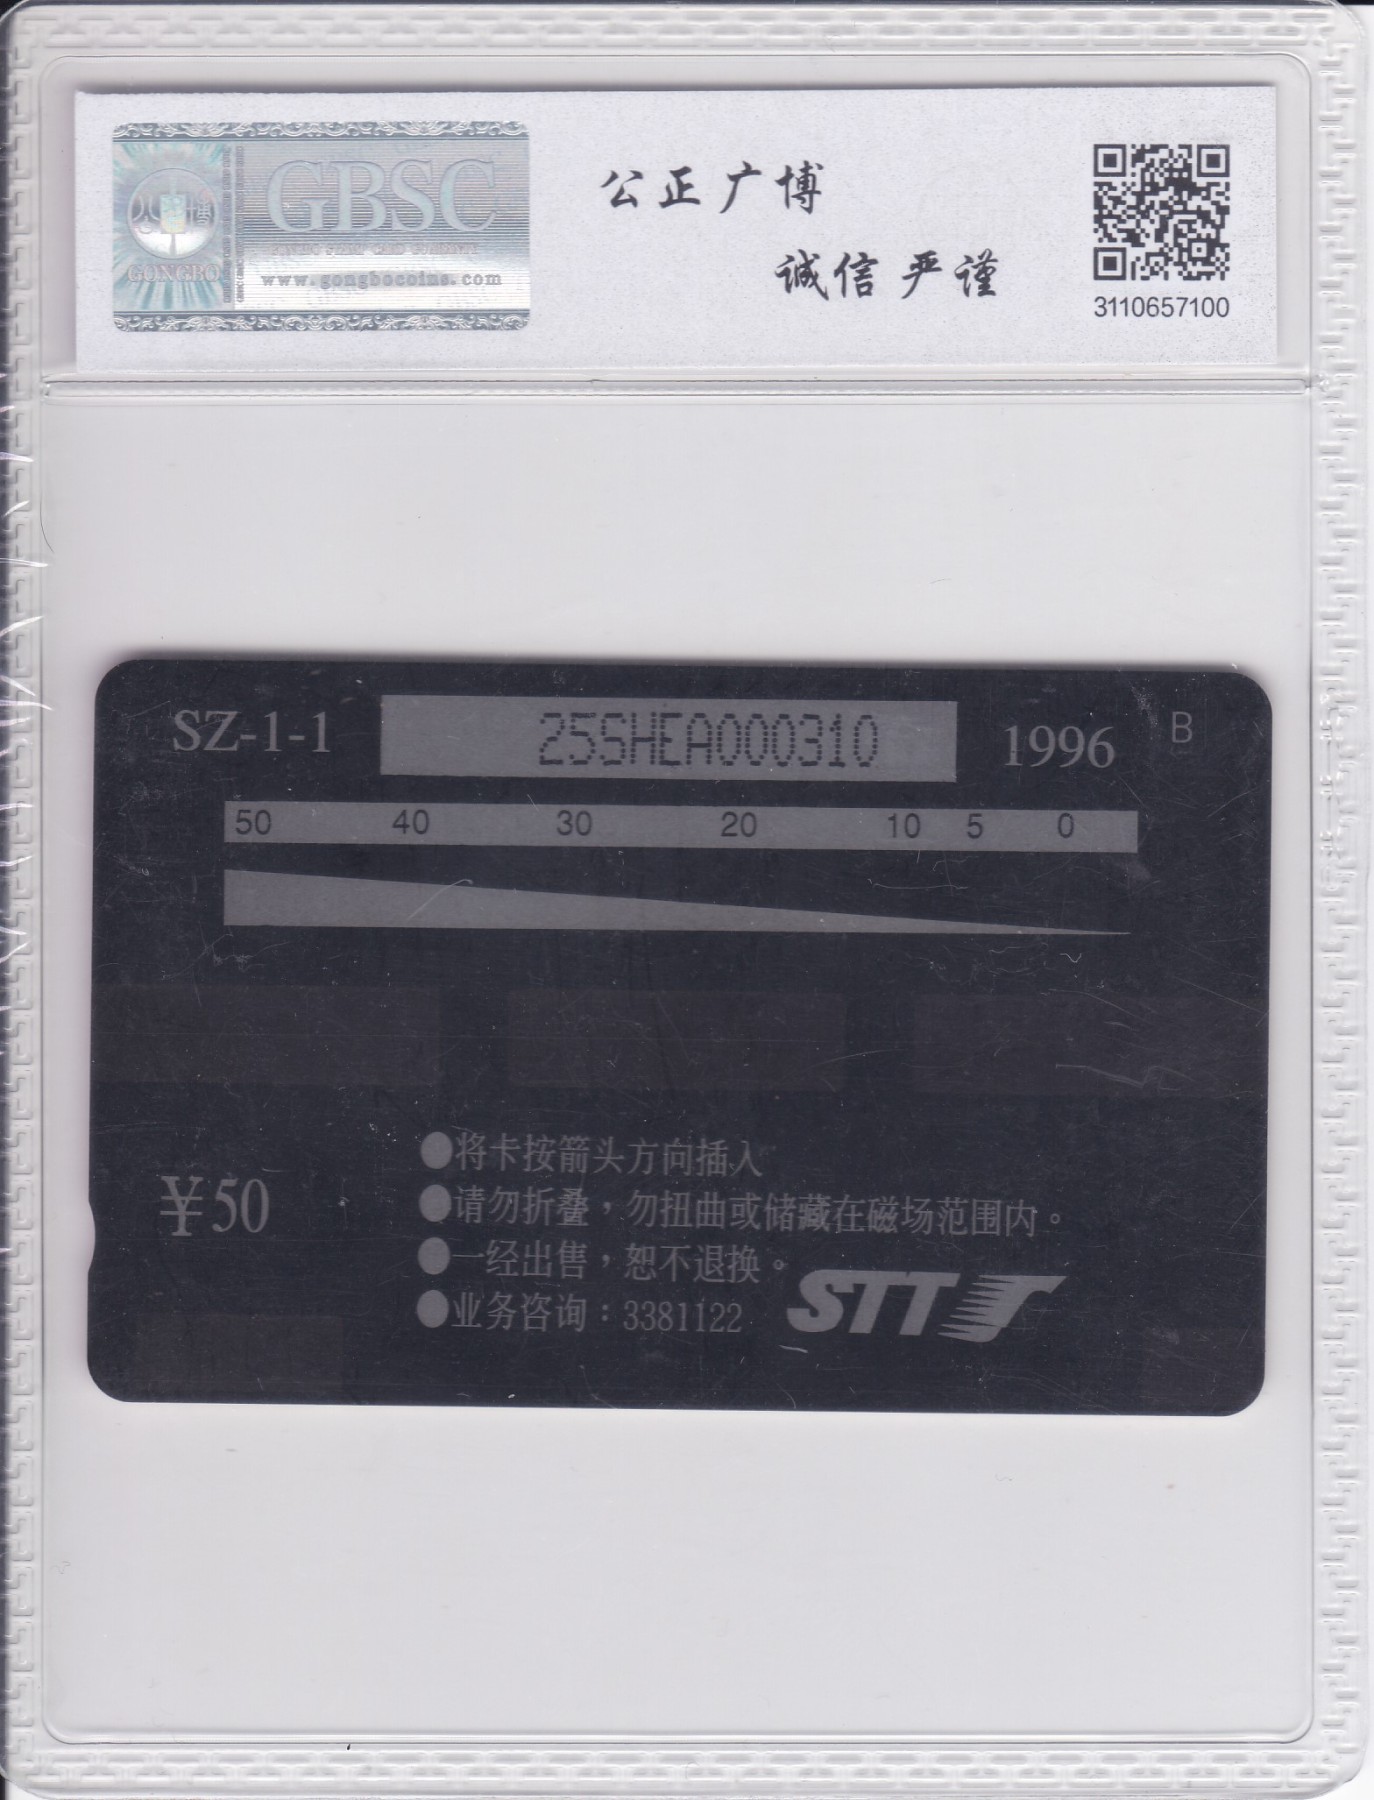 GBSC
公博
GONGBO
www.gongbocoins.com
公正广博
诚信严谨
3110657100
SZ-1-1
25SHEA000310
1996
B
50 40 30 20 10 5 0
●将卡按箭头方向插入
¥50
●请勿折叠，勿扭曲或储藏在磁场范围内。
●一经出售，恕不退换。
●业务咨询：3381122
STT